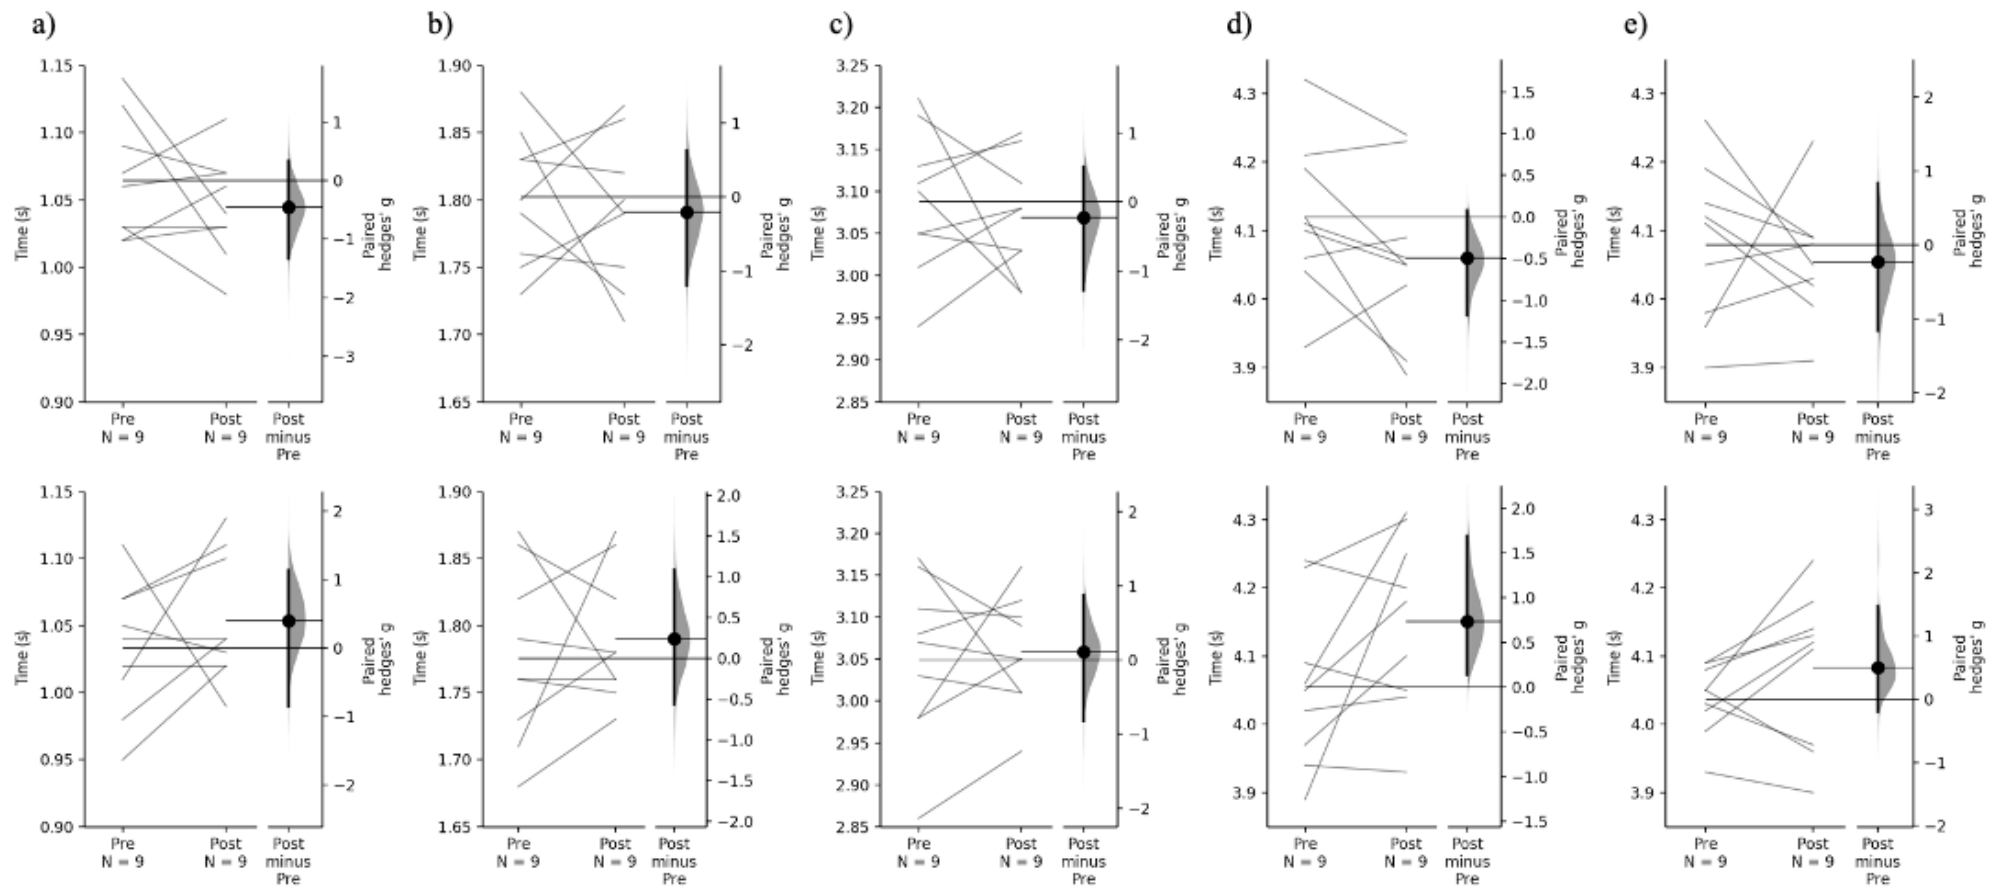 a)
b)
c)
d)
e)
1.15
1.10
1.05
1.00
0.95
0.90
Time (s)
1
0
−1
−2
−3
Paired
hedges' g
Pre
N = 9
Post
N = 9
Post
minus
Pre
1.90
1.85
1.80
1.75
1.70
1.65
Time (s)
1
0
−1
−2
Paired
hedges' g
Pre
N = 9
Post
N = 9
Post
minus
Pre
3.25
3.20
3.15
3.10
3.05
3.00
2.95
2.90
2.85
Time (s)
1
0
−1
−2
Paired
hedges' g
Pre
N = 9
Post
N = 9
Post
minus
Pre
4.3
4.2
4.1
4.0
3.9
Time (s)
1.5
1.0
0.5
0.0
−0.5
−1.0
−1.5
−2.0
Paired
hedges' g
Pre
N = 9
Post
N = 9
Post
minus
Pre
4.3
4.2
4.1
4.0
3.9
Time (s)
2
1
0
−1
−2
Paired
hedges' g
Pre
N = 9
Post
N = 9
Post
minus
Pre
1.15
1.10
1.05
1.00
0.95
0.90
Time (s)
2
1
0
−1
−2
Paired
hedges' g
Pre
N = 9
Post
N = 9
Post
minus
Pre
1.90
1.85
1.80
1.75
1.70
1.65
Time (s)
2.0
1.5
1.0
0.5
0.0
−0.5
−1.0
−1.5
−2.0
Paired
hedges' g
Pre
N = 9
Post
N = 9
Post
minus
Pre
3.25
3.20
3.15
3.10
3.05
3.00
2.95
2.90
2.85
Time (s)
2
1
0
−1
−2
Paired
hedges' g
Pre
N = 9
Post
N = 9
Post
minus
Pre
4.3
4.2
4.1
4.0
3.9
Time (s)
2.0
1.5
1.0
0.5
0.0
−0.5
−1.0
−1.5
Paired
hedges' g
Pre
N = 9
Post
N = 9
Post
minus
Pre
4.3
4.2
4.1
4.0
3.9
Time (s)
3
2
1
0
−1
−2
Paired
hedges' g
Pre
N = 9
Post
N = 9
Post
minus
Pre